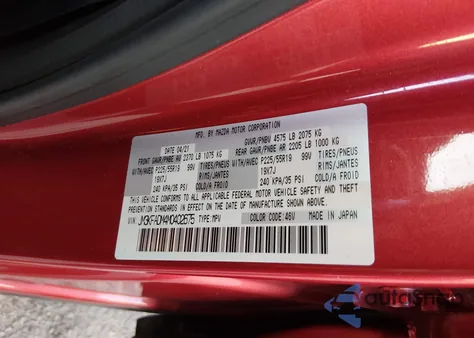 MFD. BY MAZDA MOTOR CORPORATION
DATE 04/21 GVWR/PNBV 4575 LB 2075 KG
FRONT GAWR/PNBE AV 2370 LB 1075 KG REAR GAWR/PNBE AR 2205 LB 1000 KG
WITH/AVEC P225/55R19 99V TIRES/PNEUS WITH/AVEC P225/55R19 99V TIRES/PNEUS
19X7J RIMS/JANTES 19X7J RIMS/JANTES
240 KPA/35 PSI COLD/A FROID 240 KPA/35 PSI COLD/A FROID
THIS VEHICLE CONFORMS TO ALL APPLICABLE FEDERAL MOTOR VEHICLE SAFETY,
BUMPER, AND THEFT PREVENTION STANDARDS IN EFFECT ON THE DATE OF
MANUFACTURE SHOWN ABOVE.
VIN: JM3KFADM4N0402575 TYPE:MPV COLOR CODE:46V MADE IN JAPAN